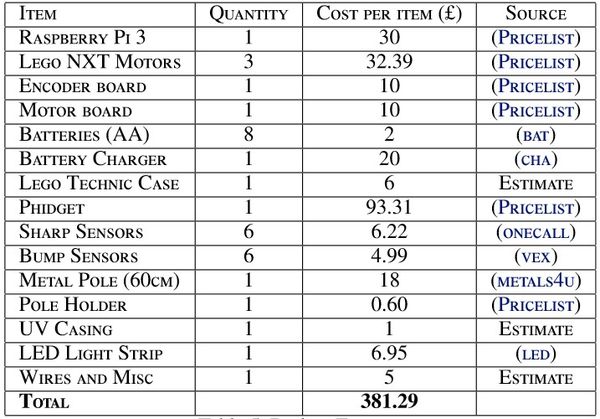 Item Quantity Cost per item (£) Source
Raspberry Pi 3 1 30 (Pricelist)
Lego NXT Motors 3 32.39 (Pricelist)
Encoder board 1 10 (Pricelist)
Motor board 1 10 (Pricelist)
Batteries (AA) 8 2 (bat)
Battery Charger 1 20 (cha)
Lego Technic Case 1 6 Estimate
Phidget 1 93.31 (Pricelist)
Sharp Sensors 6 6.22 (onecall)
Bump Sensors 6 4.99 (vex)
Metal Pole (60cm) 1 18 (metals4u)
Pole Holder 1 0.60 (Pricelist)
UV Casing 1 1 Estimate
LED Light Strip 1 6.95 (led)
Wires and Misc 1 5 Estimate
Total 381.29